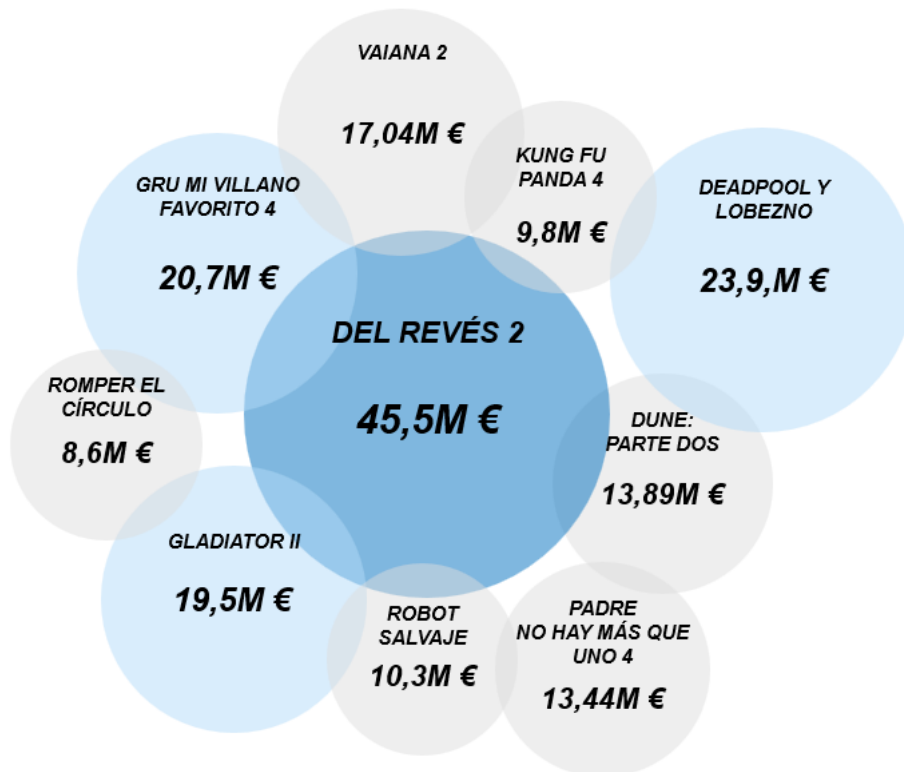 VAIANA 2
17,04M €
KUNG FU
PANDA 4
9,8M €
GRU MI VILLANO
FAVORITO 4
20,7M €
DEADPOOL Y
LOBEZNO
23,9,M €
DEL REVÉS 2
45,5M €
ROMPER EL
CÍRCULO
8,6M €
DUNE:
PARTE DOS
13,89M €
GLADIATOR II
19,5M €
ROBOT
SALVAJE
10,3M €
PADRE
NO HAY MÁS QUE
UNO 4
13,44M €